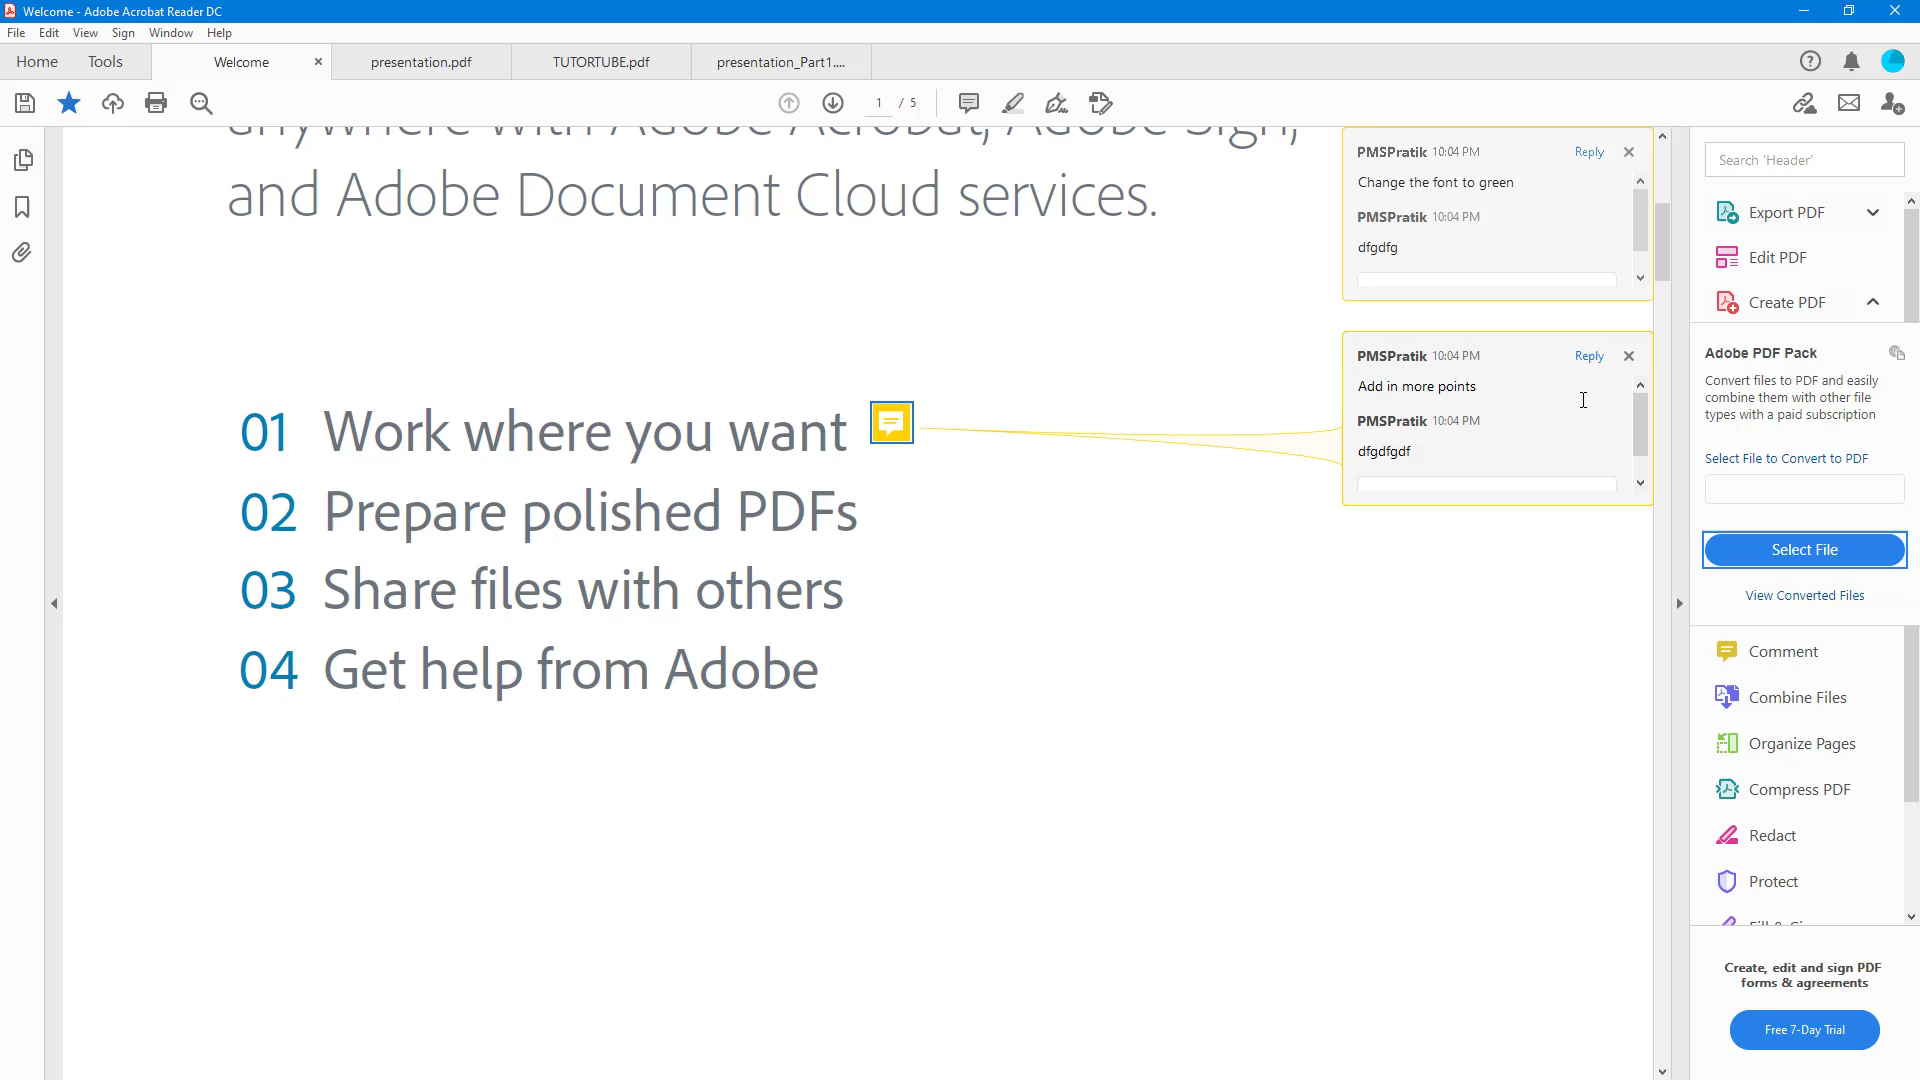 Welcome - Adobe Acrobat Reader DC
File Edit View Sign Window Help
Home Tools Welcome presentation.pdf TUTORTUBE.pdf presentation_Part1....
1 / 5
anywhere with Adobe Acrobat, Adobe Sign,
and Adobe Document Cloud services.
01 Work where you want
02 Prepare polished PDFs
03 Share files with others
04 Get help from Adobe
PMSPratik 10:04 PM Reply
Change the font to green
PMSPratik 10:04 PM
dfgdfg
PMSPratik 10:04 PM Reply
Add in more points
PMSPratik 10:04 PM
dfgdfgdf
Search 'Header'
Export PDF
Edit PDF
Create PDF
Adobe PDF Pack
Convert files to PDF and easily
combine them with other file
types with a paid subscription
Select File to Convert to PDF
Select File
View Converted Files
Comment
Combine Files
Organize Pages
Compress PDF
Redact
Protect
Create, edit and sign PDF
forms & agreements
Free 7-Day Trial